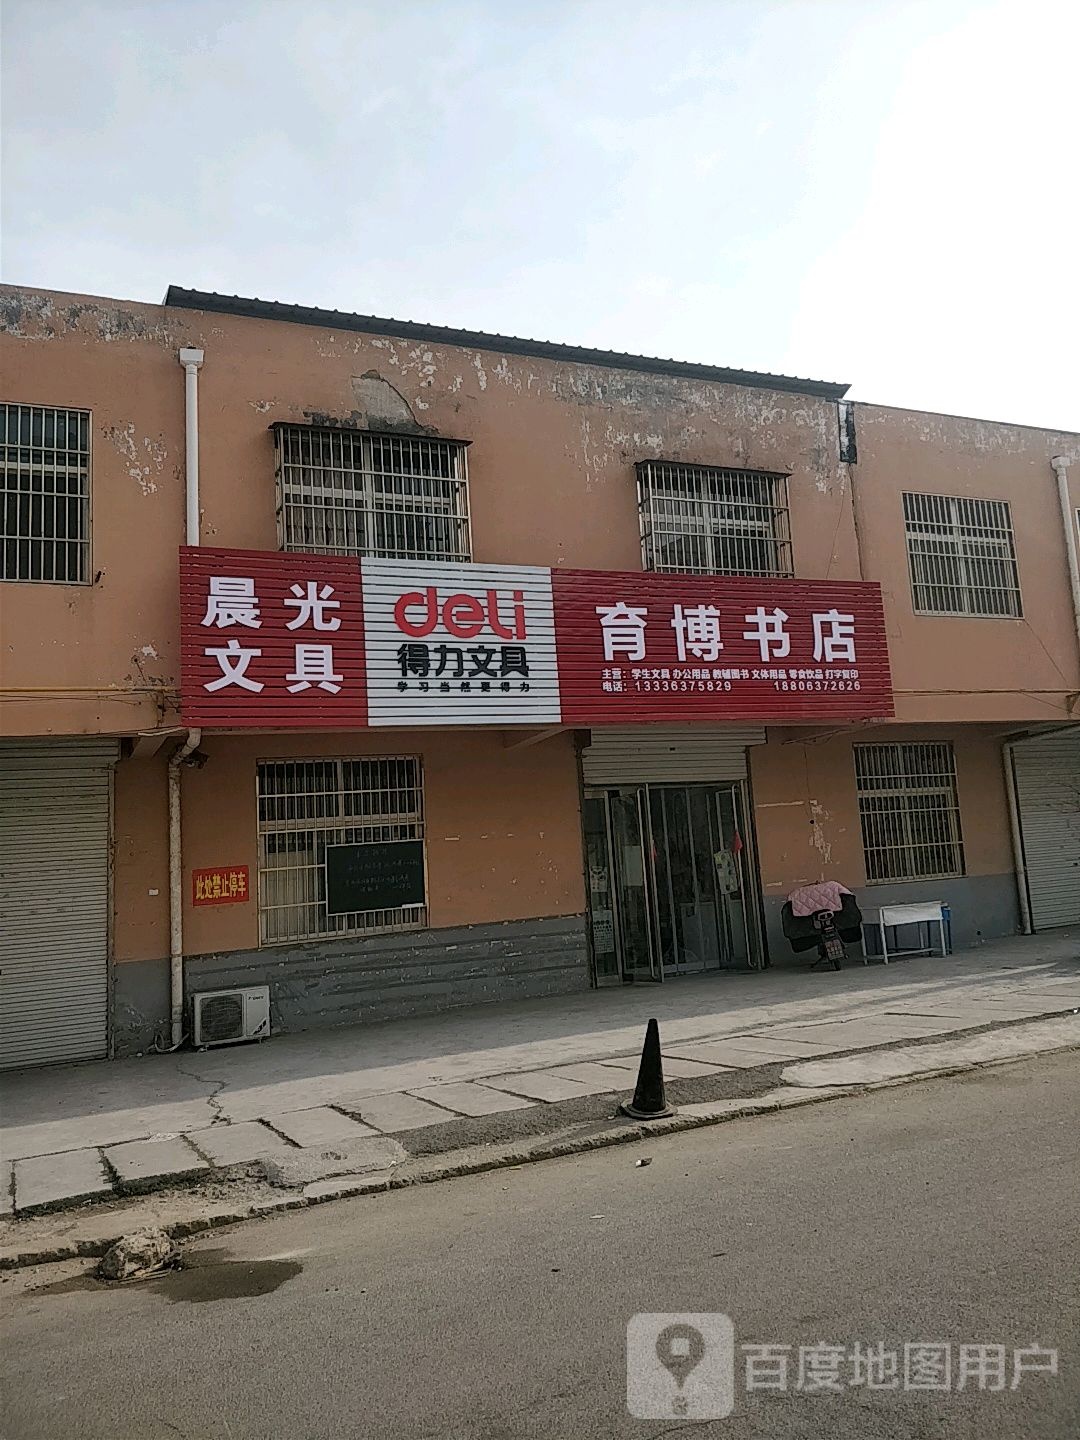 晨光
文具
deli
得力文具
学习当然更得力
育博书店
主营：学生文具 办公用品 教辅图书 文体用品 零食饮品 打字复印
电话：13336375829 18806372626
此处禁止停车
百度地图用户